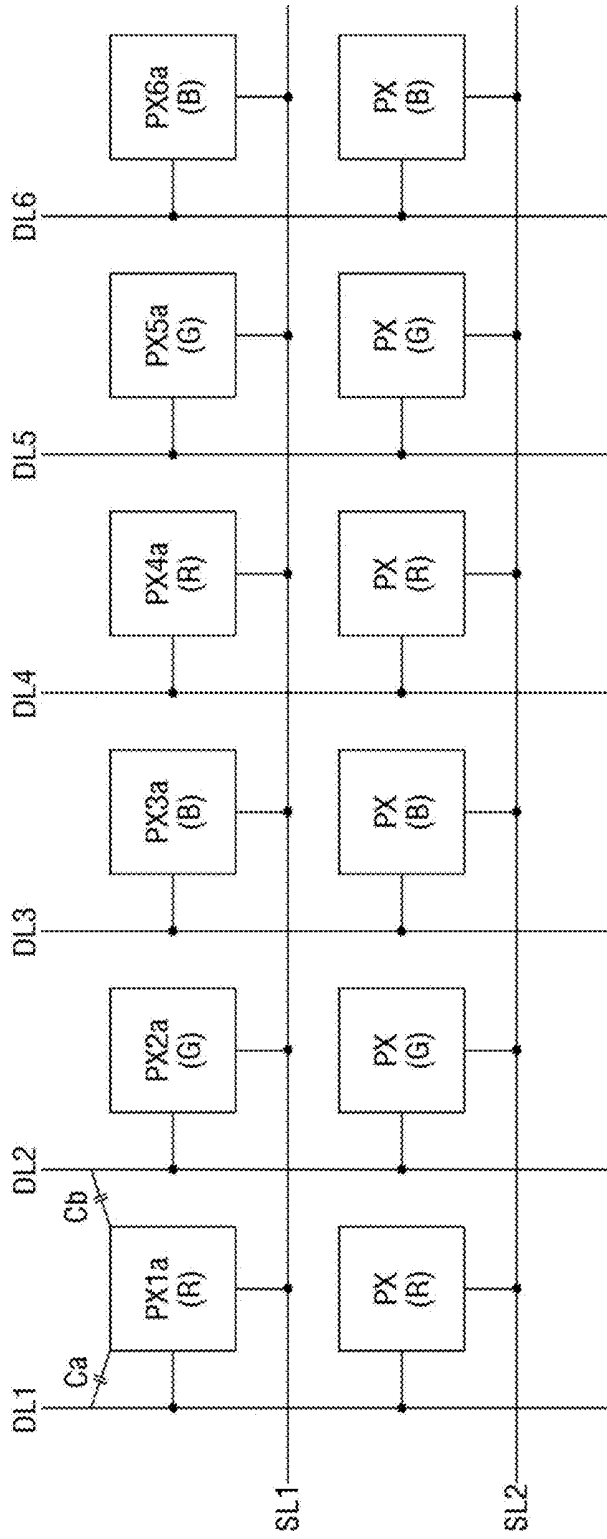 DL1
DL2
DL3
DL4
DL5
DL6
Ca
Cb
PX1a
(R)
PX2a
(G)
PX3a
(B)
PX4a
(R)
PX5a
(G)
PX6a
(B)
SL1
PX
(R)
PX
(G)
PX
(B)
PX
(R)
PX
(G)
PX
(B)
SL2